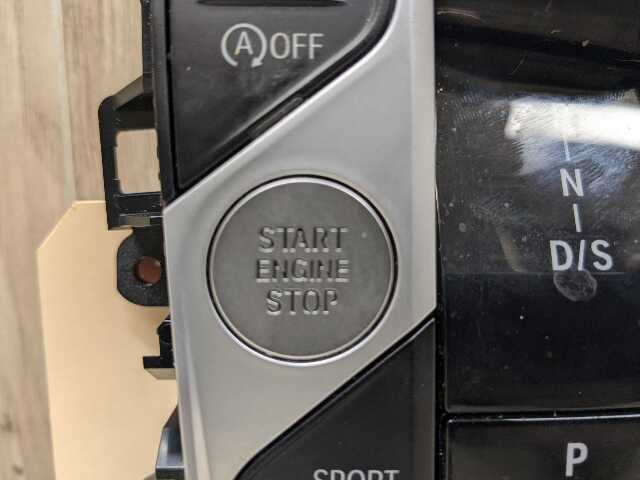 A OFF
START
ENGINE
STOP
N
D/S
P
SPORT